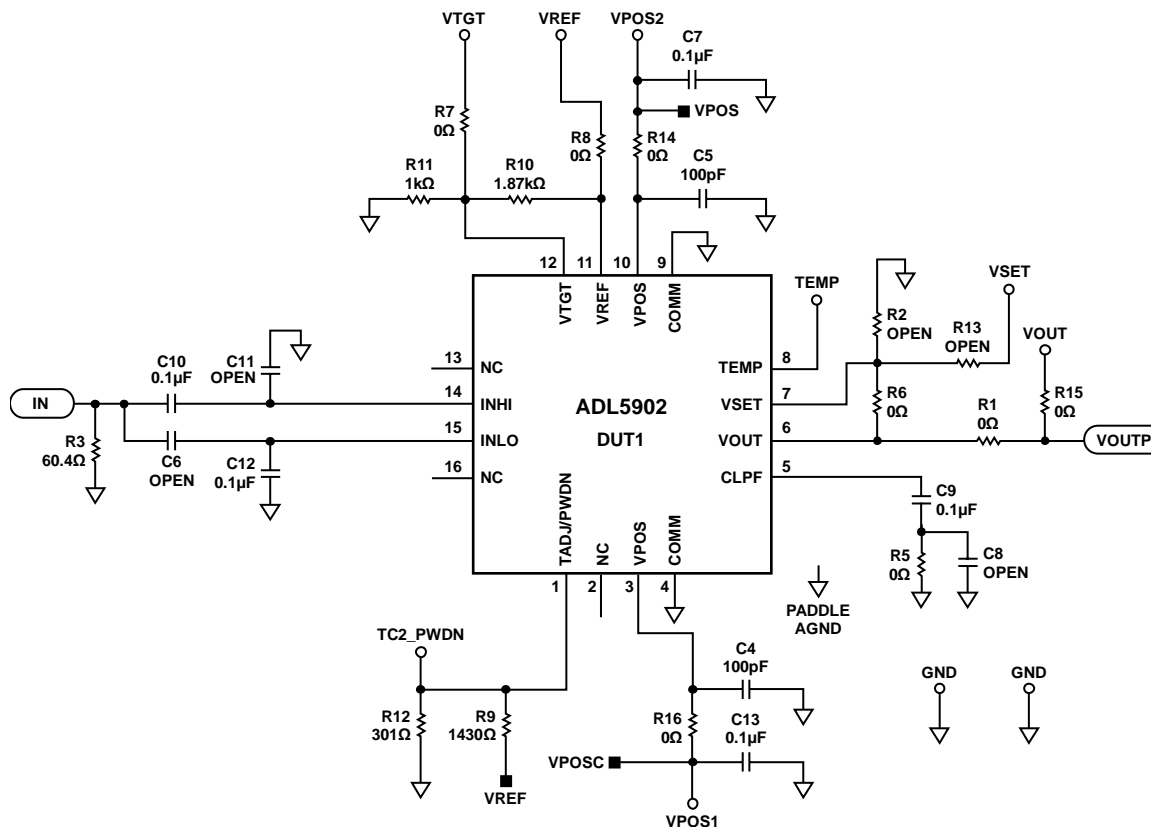 VTGT
VREF
VPOS2
C7
0.1µF
R7
0Ω
VPOS
R8
0Ω
R14
0Ω
C5
100pF
R11
1kΩ
R10
1.87kΩ
12
11
10
9
VTGT
VREF
VPOS
COMM
TEMP
VSET
R2
OPEN
R13
OPEN
VOUT
C10
0.1µF
C11
OPEN
13
NC
TEMP
8
IN
14
INHI
ADL5902
VSET
7
R6
0Ω
R1
0Ω
R15
0Ω
15
INLO
DUT1
VOUT
6
VOUTP
R3
60.4Ω
C6
OPEN
C12
0.1µF
16
NC
CLPF
5
C9
0.1µF
TADJ/PWDN
NC
VPOS
COMM
R5
0Ω
C8
OPEN
1
2
3
4
PADDLE
AGND
TC2_PWDN
C4
100pF
GND
GND
R12
301Ω
R9
1430Ω
R16
0Ω
C13
0.1µF
VPOSC
VREF
VPOS1